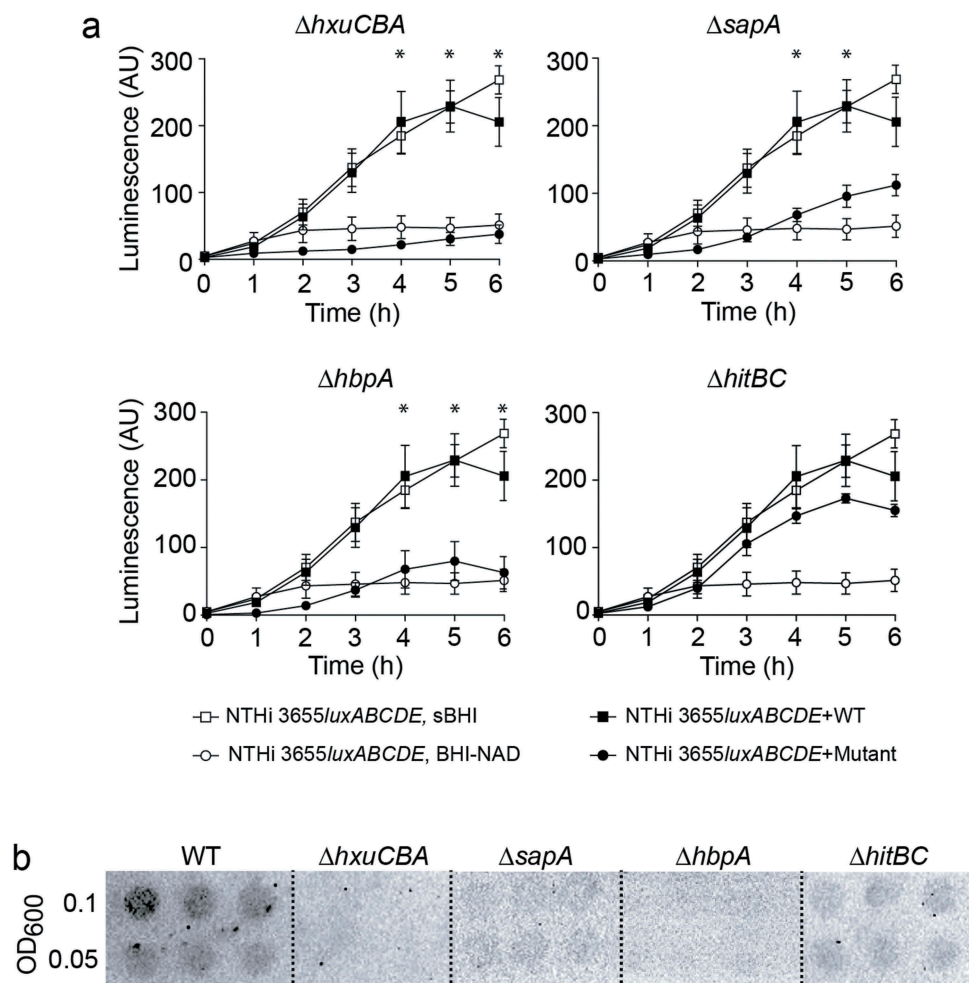 a
ΔhxuCBA
ΔsapA
* * *
* *
Luminescence (AU)
300
200
100
0
0 1 2 3 4 5 6
Time (h)
300
200
100
0
0 1 2 3 4 5 6
Time (h)
ΔhbpA
ΔhitBC
* * *
Luminescence (AU)
300
200
100
0
0 1 2 3 4 5 6
Time (h)
300
200
100
0
0 1 2 3 4 5 6
Time (h)
NTHi 3655luxABCDE, sBHI
NTHi 3655luxABCDE+WT
NTHi 3655luxABCDE, BHI-NAD
NTHi 3655luxABCDE+Mutant
b
WT ΔhxuCBA ΔsapA ΔhbpA ΔhitBC
OD600
0.1
0.05